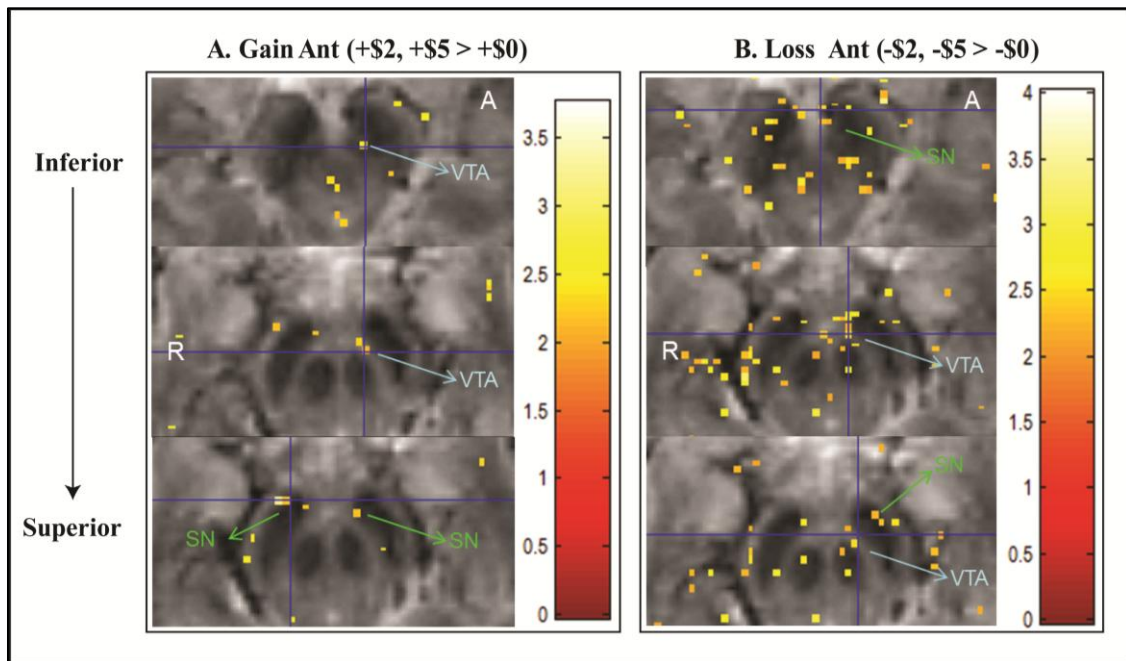 A. Gain Ant (+$2, +$5 > +$0)
B. Loss Ant (-$2, -$5 > -$0)
Inferior
Superior
A
VTA
R
VTA
SN
SN
3.5
3
2.5
2
1.5
1
0.5
0
A
SN
R
VTA
SN
VTA
4
3.5
3
2.5
2
1.5
1
0.5
0